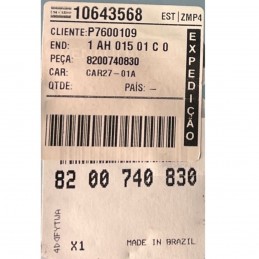 10643568 EST ZMP4
CLIENTE: P7600109
END: 1 AH 015 01 C 0
PEÇA: 8200740830
CAR: CAR27-01A
QTDE: PAÍS: -
EXPEDIÇÃO
82 00 740 830
X1 MADE IN BRAZIL